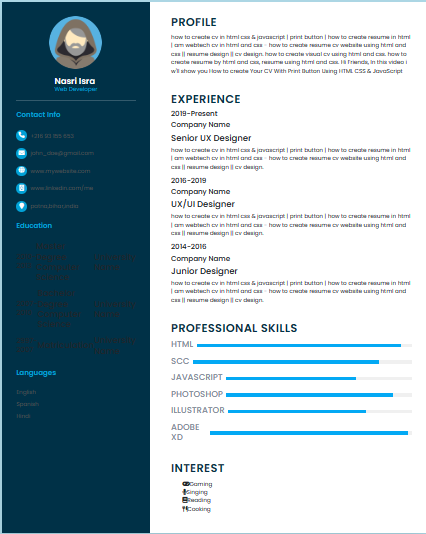 Nasri Isra
Web Developer
Contact Info
john_doe@gmail.com
www.mywebsite.com
www.linkedin.com/me
Education
Languages
English
Spanish
Hindi
PROFILE
how to create cv in html css & javascript | print button | how to create resume in html
| am webtech cv in html and css - how to create resume cv website using html and
css || resume design || cv design. how to create visual cv using html and css. how to
create resume by html and css, resume using html and css. Hi Friends, In this video i
w'll show you How to Create Your CV With Print Button Using HTML CSS & JavaScript
EXPERIENCE
2019-Present
Company Name
Senior UX Designer
how to create cv in html css & javascript | print button | how to create resume in html
| am webtech cv in html and css - how to create resume cv website using html and
css || resume design || cv design.
2016-2019
Company Name
UX/UI Designer
how to create cv in html css & javascript | print button | how to create resume in html
| am webtech cv in html and css - how to create resume cv website using html and
css || resume design || cv design.
2014-2016
Company Name
Junior Designer
how to create cv in html css & javascript | print button | how to create resume in html
| am webtech cv in html and css - how to create resume cv website using html and
css || resume design || cv design.
PROFESSIONAL SKILLS
HTML
SCC
JAVASCRIPT
PHOTOSHOP
ILLUSTRATOR
ADOBE
XD
INTEREST
Gaming
Singing
Reading
Cooking